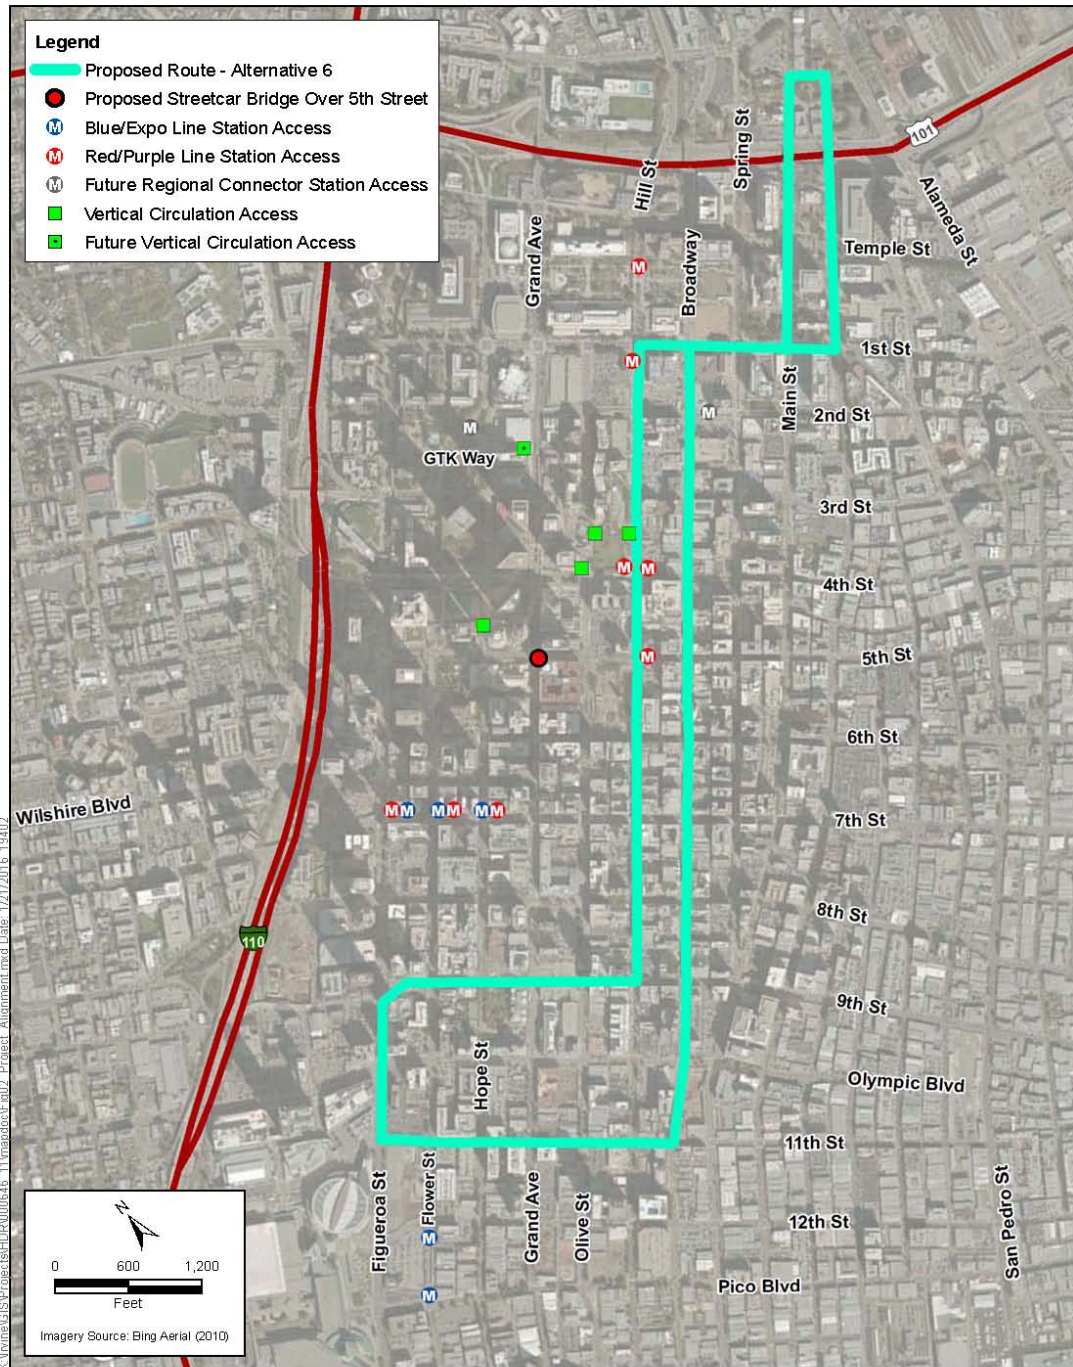 Legend
Proposed Route - Alternative 6
Proposed Streetcar Bridge Over 5th Street
M Blue/Expo Line Station Access
M Red/Purple Line Station Access
M Future Regional Connector Station Access
Vertical Circulation Access
Future Vertical Circulation Access
101
Spring St
Hill St
Alameda St
Grand Ave
Broadway
Temple St
M
1st St
M
Main St
M
2nd St
M
GTK Way
3rd St
H
M M
4th St
M
5th St
6th St
Wilshire Blvd
M M M M M M
7th St
8th St
110
9th St
Hope St
Olympic Blvd
11th St
Figueroa St
Flower St
Grand Ave
Olive St
San Pedro St
12th St
M
Pico Blvd
M
N
0 600 1,200
Feet
Imagery Source: Bing Aerial (2010)